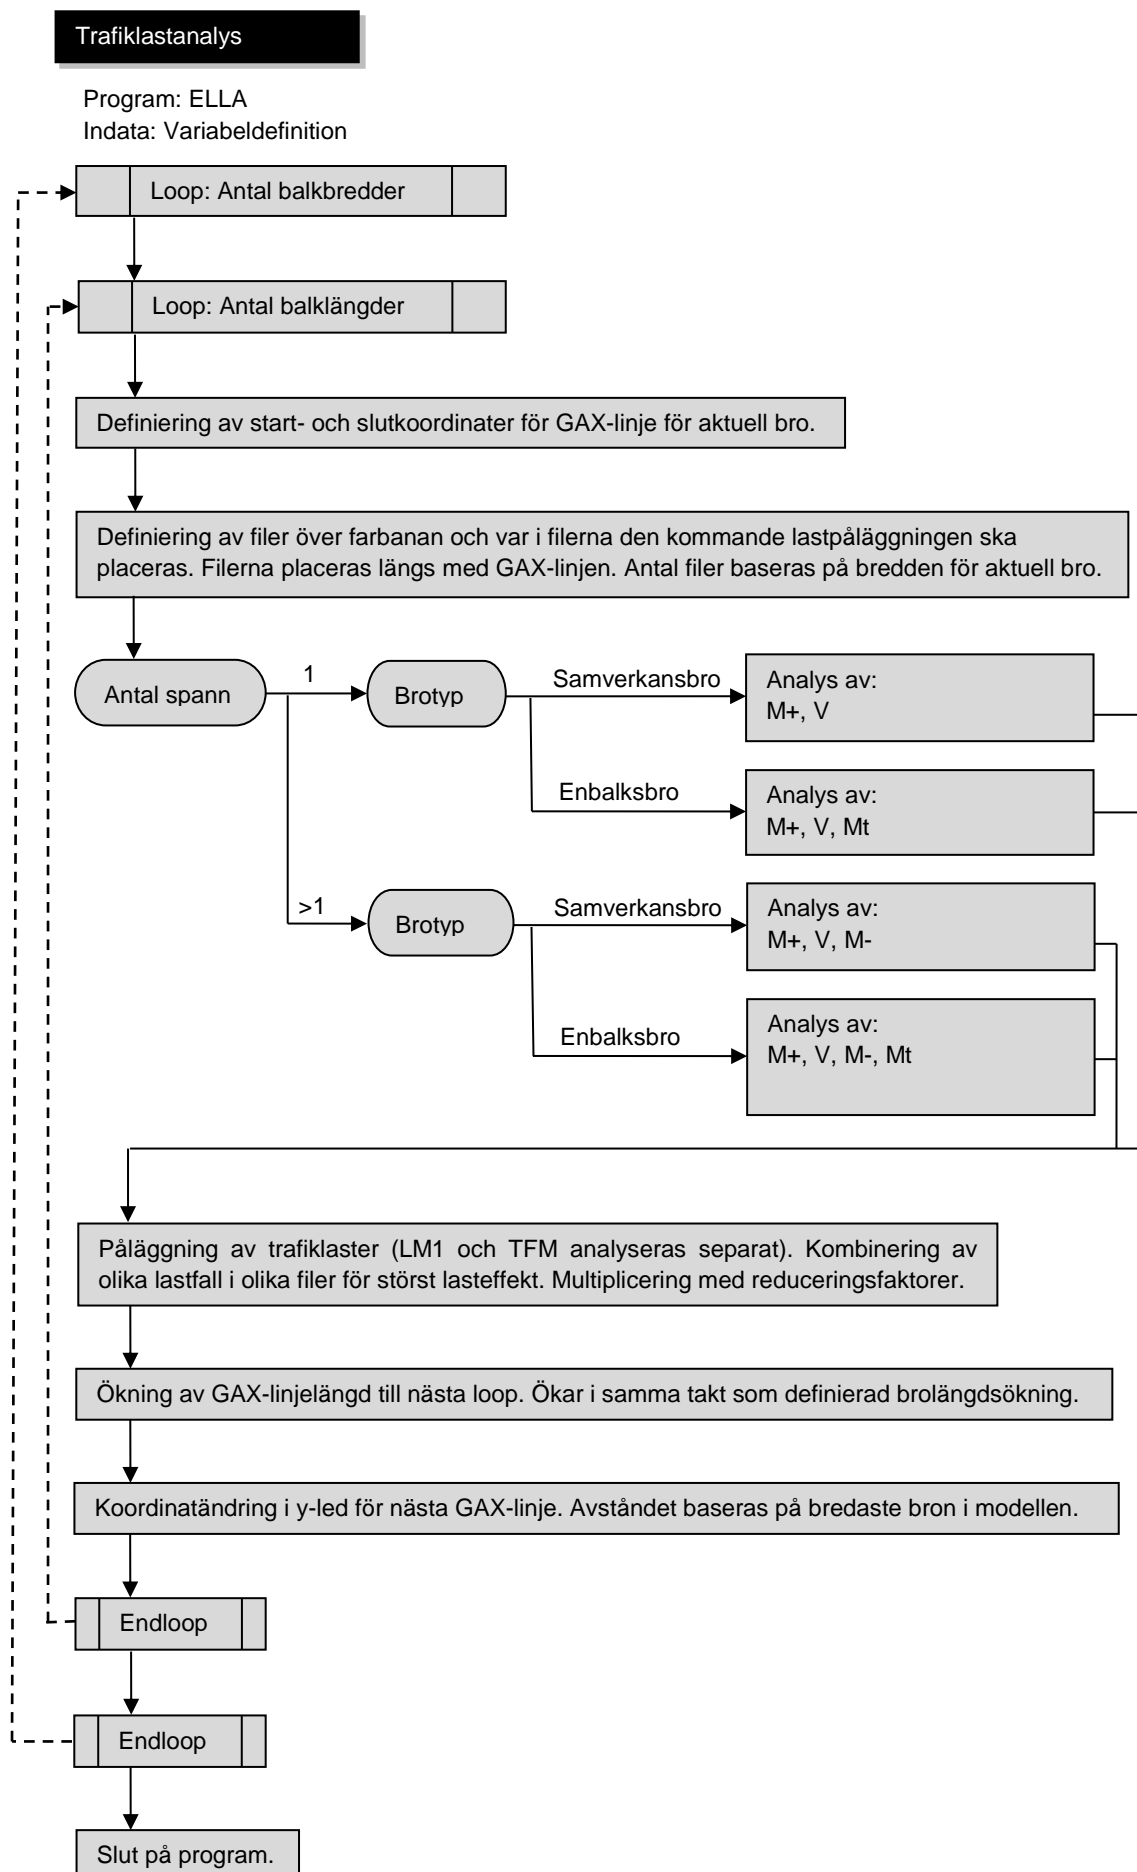 Trafiklastanalys
Program: ELLA
Indata: Variabeldefinition
Loop: Antal balkbredder
Loop: Antal balklängder
Definiering av start- och slutkoordinater för GAX-linje för aktuell bro.
Definiering av filer över farbanan och var i filerna den kommande lastpåläggningen ska
placeras. Filerna placeras längs med GAX-linjen. Antal filer baseras på bredden för aktuell bro.
Antal spann
1
Brotyp
Samverkansbro
Analys av:
M+, V
Enbalksbro
Analys av:
M+, V, Mt
>1
Brotyp
Samverkansbro
Analys av:
M+, V, M-
Enbalksbro
Analys av:
M+, V, M-, Mt
Påläggning av trafiklaster (LM1 och TFM analyseras separat). Kombinering av
olika lastfall i olika filer för störst lasteffekt. Multiplicering med reduceringsfaktorer.
Ökning av GAX-linjelängd till nästa loop. Ökar i samma takt som definierad brolängdsökning.
Koordinatändring i y-led för nästa GAX-linje. Avståndet baseras på bredaste bron i modellen.
Endloop
Endloop
Slut på program.